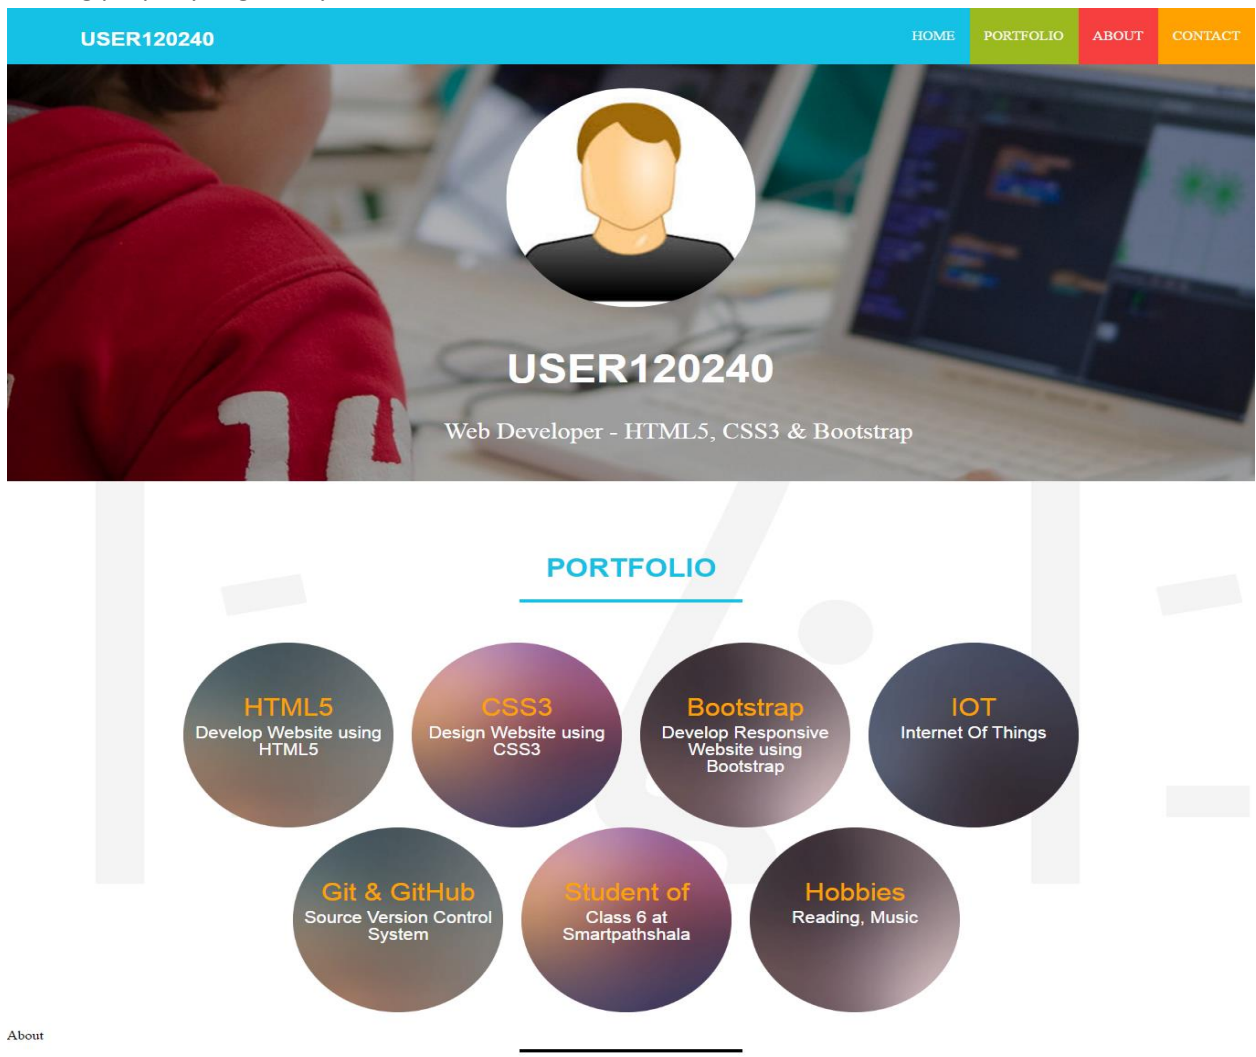 USER120240
HOME PORTFOLIO ABOUT CONTACT
USER120240
Web Developer - HTML5, CSS3 & Bootstrap
PORTFOLIO
HTML5
Develop Website using
HTML5
CSS3
Design Website using
CSS3
Bootstrap
Develop Responsive
Website using
Bootstrap
IOT
Internet Of Things
Git & GitHub
Source Version Control
System
Student of
Class 6 at
Smartpathshala
Hobbies
Reading, Music
About